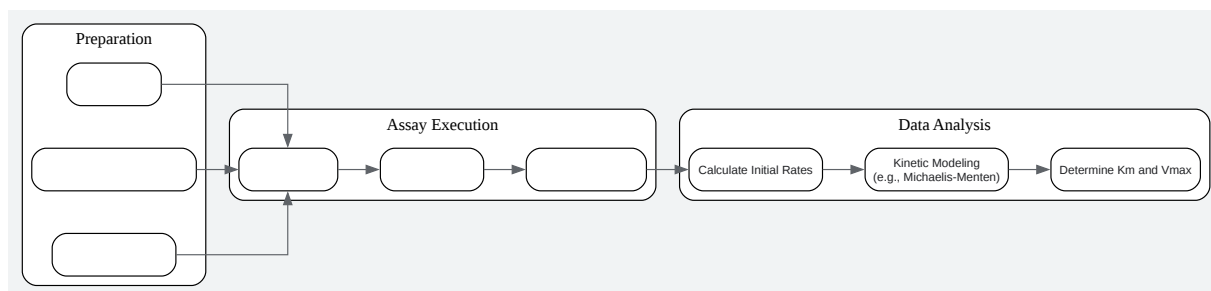 Preparation
Assay Execution
Data Analysis
Calculate Initial Rates
Kinetic Modeling
(e.g., Michaelis-Menten)
Determine Km and Vmax